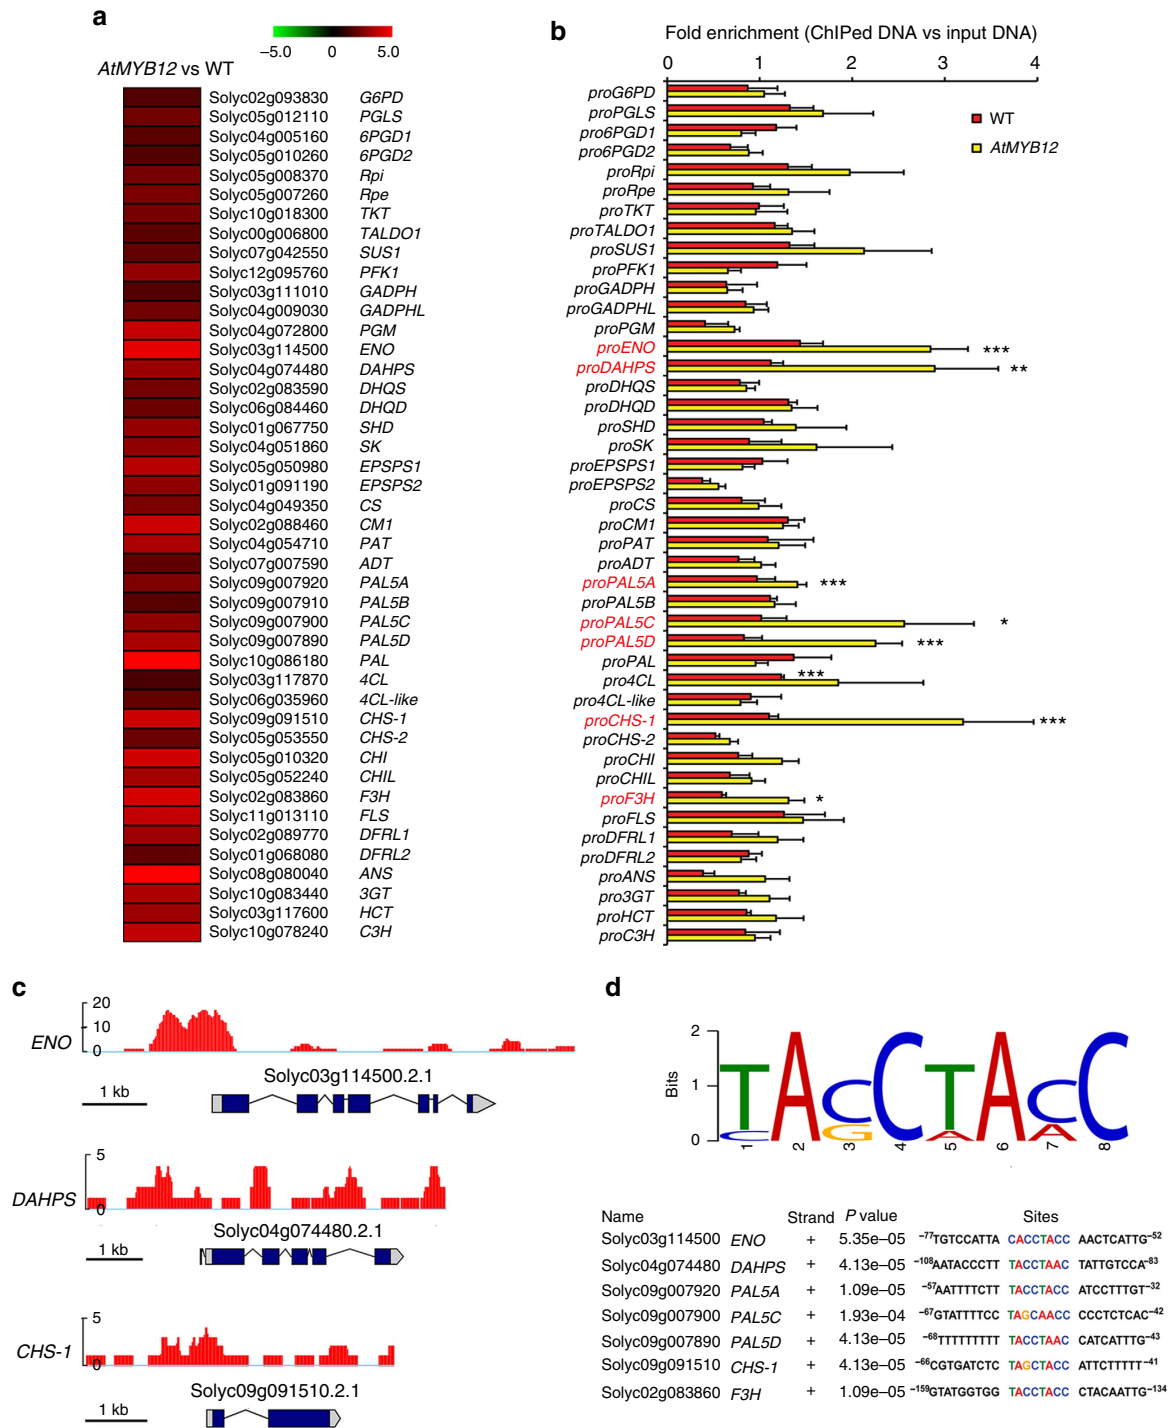 a
−5.0 0 5.0
AtMYB12 vs WT
Solyc02g093830 G6PD
Solyc05g012110 PGLS
Solyc04g005160 6PGD1
Solyc05g010260 6PGD2
Solyc05g008370 Rpi
Solyc05g007260 Rpe
Solyc10g018300 TKT
Solyc00g006800 TALDO1
Solyc07g042550 SUS1
Solyc12g095760 PFK1
Solyc03g111010 GADPH
Solyc04g009030 GADPHL
Solyc04g072800 PGM
Solyc03g114500 ENO
Solyc04g074480 DAHPS
Solyc02g083590 DHQS
Solyc06g084460 DHQD
Solyc01g067750 SHD
Solyc04g051860 SK
Solyc05g050980 EPSPS1
Solyc01g091190 EPSPS2
Solyc04g049350 CS
Solyc02g088460 CM1
Solyc04g054710 PAT
Solyc07g007590 ADT
Solyc09g007920 PAL5A
Solyc09g007910 PAL5B
Solyc09g007900 PAL5C
Solyc09g007890 PAL5D
Solyc10g086180 PAL
Solyc03g117870 4CL
Solyc06g035960 4CL-like
Solyc09g091510 CHS-1
Solyc05g053550 CHS-2
Solyc05g010320 CHI
Solyc05g052240 CHIL
Solyc02g083860 F3H
Solyc11g013110 FLS
Solyc02g089770 DFRL1
Solyc01g068080 DFRL2
Solyc08g080040 ANS
Solyc10g083440 3GT
Solyc03g117600 HCT
Solyc10g078240 C3H
b
Fold enrichment (ChIPed DNA vs input DNA)
0 1 2 3 4
WT
AtMYB12
proG6PD
proPGLS
pro6PGD1
pro6PGD2
proRpi
proRpe
proTKT
proTALDO1
proSUS1
proPFK1
proGADPH
proGADPHL
proPGM
proENO ***
proDAHPS **
proDHQS
proDHQD
proSHD
proSK
proEPSPS1
proEPSPS2
proCS
proCM1
proPAT
proADT
proPAL5A ***
proPAL5B
proPAL5C *
proPAL5D ***
proPAL
pro4CL ***
pro4CL-like
proCHS-1 ***
proCHS-2
proCHI
proCHIL
proF3H *
proFLS
proDFRL1
proDFRL2
proANS
pro3GT
proHCT
proC3H
c
20
10
0
ENO
Solyc03g114500.2.1
1 kb
5
0
DAHPS
Solyc04g074480.2.1
1 kb
5
0
CHS-1
Solyc09g091510.2.1
1 kb
d
2
1
0
Bits
TACCTACC
CGAA
1 2 3 4 5 6 7 8
Name Strand P value Sites
Solyc03g114500 ENO + 5.35e−05 −77TGTCCATTA CACCTACC AACTCATTG−52
Solyc04g074480 DAHPS + 4.13e−05 −108AATACCCTT TACCTAAC TATTGTCCA−83
Solyc09g007920 PAL5A + 1.09e−05 −57AATTTTCTT TACCTACC ATCCTTTGT−32
Solyc09g007900 PAL5C + 1.93e−04 −67GTATTTTCC TAGCAACC CCCTCTCAC−42
Solyc09g007890 PAL5D + 4.13e−05 −68TTTTTTTTT TACCTAAC CATCATTTG−43
Solyc09g091510 CHS-1 + 4.13e−05 −66CGTGATCTC TAGCTACC ATTCTTTTT−41
Solyc02g083860 F3H + 1.09e−05 −159GTATGGTGG TACCTACC CTACAATTG−134